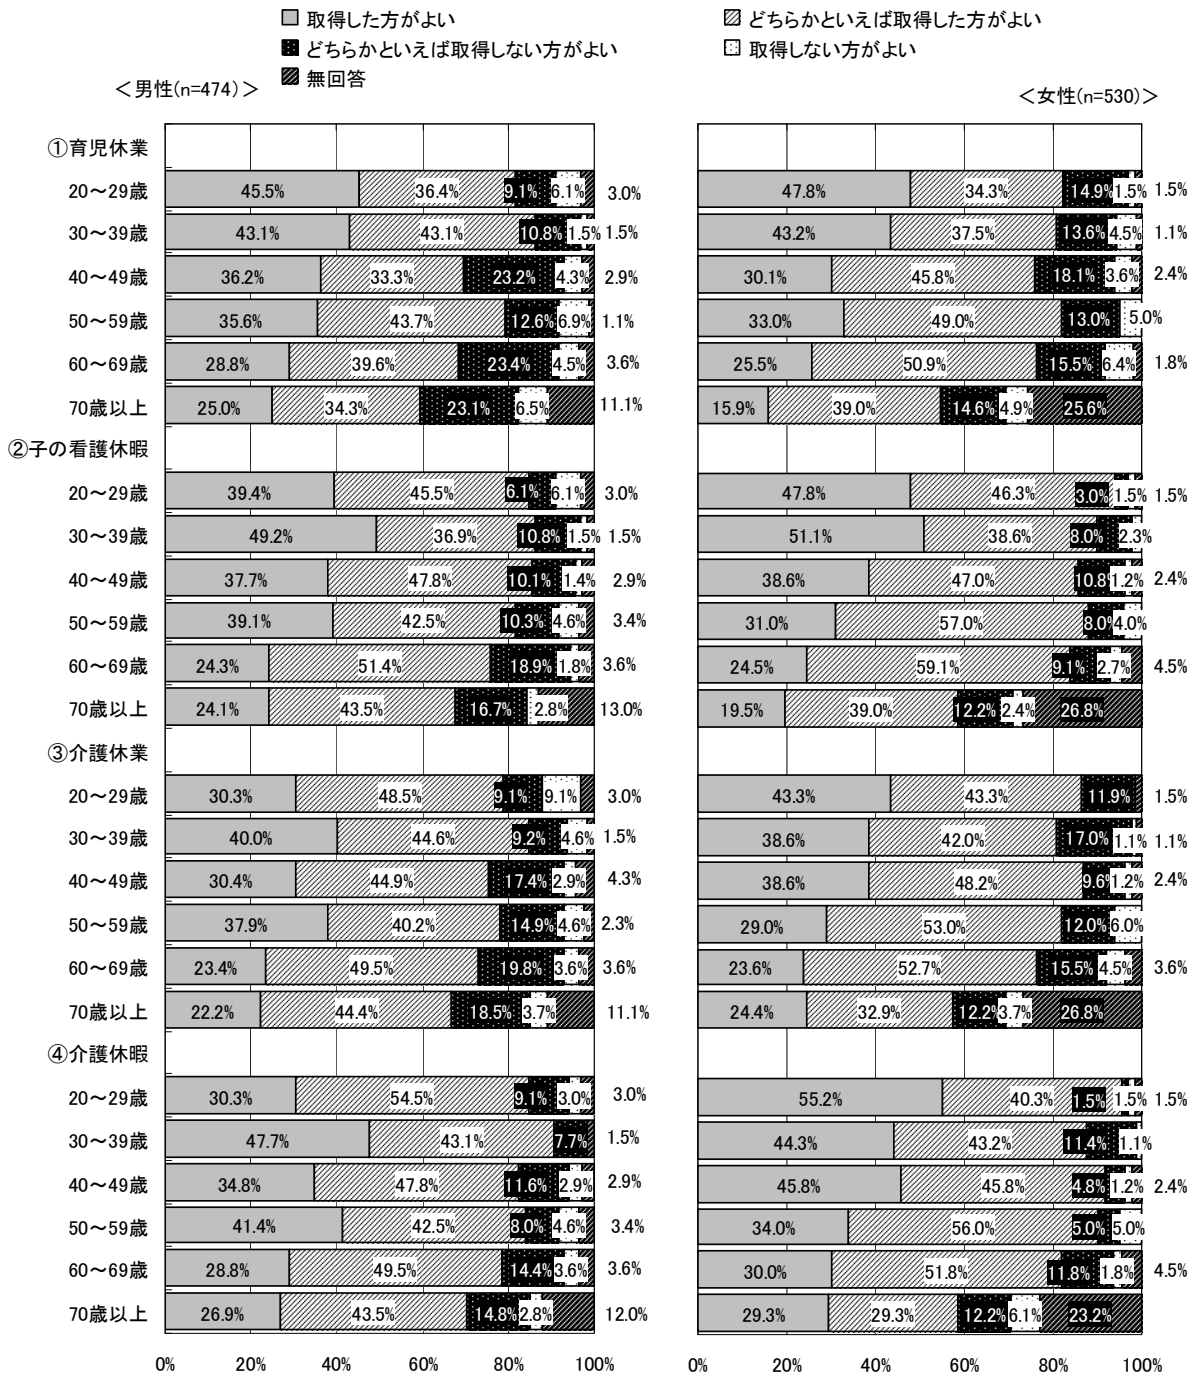 取得した方がよい どちらかといえば取得した方がよい
どちらかといえば取得しない方がよい 取得しない方がよい
無回答
＜男性(n=474)＞ ＜女性(n=530)＞
①育児休業
20～29歳 45.5% 36.4% 9.1% 6.1% 3.0% 47.8% 34.3% 14.9% 1.5% 1.5%
30～39歳 43.1% 43.1% 10.8% 1.5% 1.5% 43.2% 37.5% 13.6% 4.5% 1.1%
40～49歳 36.2% 33.3% 23.2% 4.3% 2.9% 30.1% 45.8% 18.1% 3.6% 2.4%
50～59歳 35.6% 43.7% 12.6% 6.9% 1.1% 33.0% 49.0% 13.0% 5.0%
60～69歳 28.8% 39.6% 23.4% 4.5% 3.6% 25.5% 50.9% 15.5% 6.4% 1.8%
70歳以上 25.0% 34.3% 23.1% 6.5% 11.1% 15.9% 39.0% 14.6% 4.9% 25.6%
②子の看護休暇
20～29歳 39.4% 45.5% 6.1% 6.1% 3.0% 47.8% 46.3% 3.0% 1.5% 1.5%
30～39歳 49.2% 36.9% 10.8% 1.5% 1.5% 51.1% 38.6% 8.0% 2.3%
40～49歳 37.7% 47.8% 10.1% 1.4% 2.9% 38.6% 47.0% 10.8% 1.2% 2.4%
50～59歳 39.1% 42.5% 10.3% 4.6% 3.4% 31.0% 57.0% 8.0% 4.0%
60～69歳 24.3% 51.4% 18.9% 1.8% 3.6% 24.5% 59.1% 9.1% 2.7% 4.5%
70歳以上 24.1% 43.5% 16.7% 2.8% 13.0% 19.5% 39.0% 12.2% 2.4% 26.8%
③介護休業
20～29歳 30.3% 48.5% 9.1% 9.1% 3.0% 43.3% 43.3% 11.9% 1.5%
30～39歳 40.0% 44.6% 9.2% 4.6% 1.5% 38.6% 42.0% 17.0% 1.1% 1.1%
40～49歳 30.4% 44.9% 17.4% 2.9% 4.3% 38.6% 48.2% 9.6% 1.2% 2.4%
50～59歳 37.9% 40.2% 14.9% 4.6% 2.3% 29.0% 53.0% 12.0% 6.0%
60～69歳 23.4% 49.5% 19.8% 3.6% 3.6% 23.6% 52.7% 15.5% 4.5% 3.6%
70歳以上 22.2% 44.4% 18.5% 3.7% 11.1% 24.4% 32.9% 12.2% 3.7% 26.8%
④介護休暇
20～29歳 30.3% 54.5% 9.1% 3.0% 3.0% 55.2% 40.3% 1.5% 1.5% 1.5%
30～39歳 47.7% 43.1% 7.7% 1.5% 44.3% 43.2% 11.4% 1.1%
40～49歳 34.8% 47.8% 11.6% 2.9% 2.9% 45.8% 45.8% 4.8% 1.2% 2.4%
50～59歳 41.4% 42.5% 8.0% 4.6% 3.4% 34.0% 56.0% 5.0% 5.0%
60～69歳 28.8% 49.5% 14.4% 3.6% 3.6% 30.0% 51.8% 11.8% 1.8% 4.5%
70歳以上 26.9% 43.5% 14.8% 2.8% 12.0% 29.3% 29.3% 12.2% 6.1% 23.2%
0% 20% 40% 60% 80% 100% 0% 20% 40% 60% 80% 100%